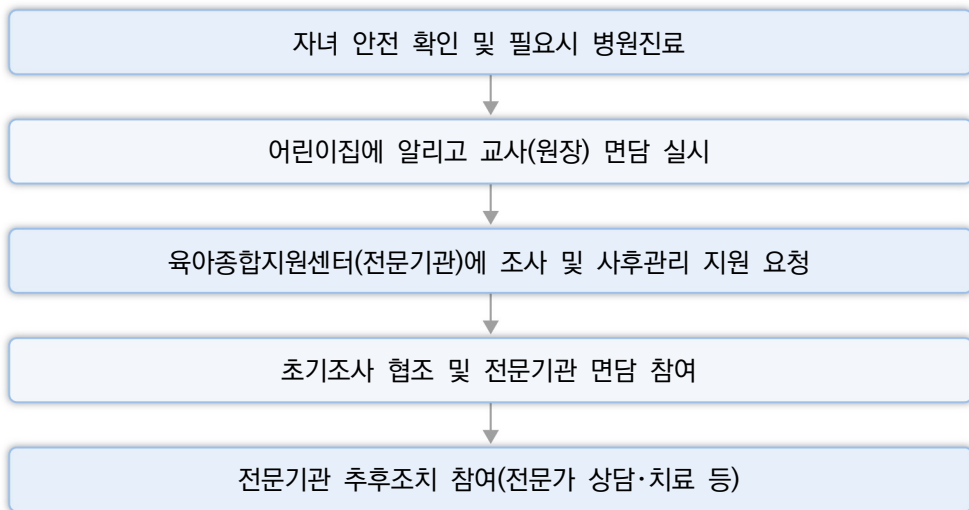 자녀 안전 확인 및 필요시 병원진료
어린이집에 알리고 교사(원장) 면담 실시
육아종합지원센터(전문기관)에 조사 및 사후관리 지원 요청
초기조사 협조 및 전문기관 면담 참여
전문기관 추후조치 참여(전문가 상담·치료 등)